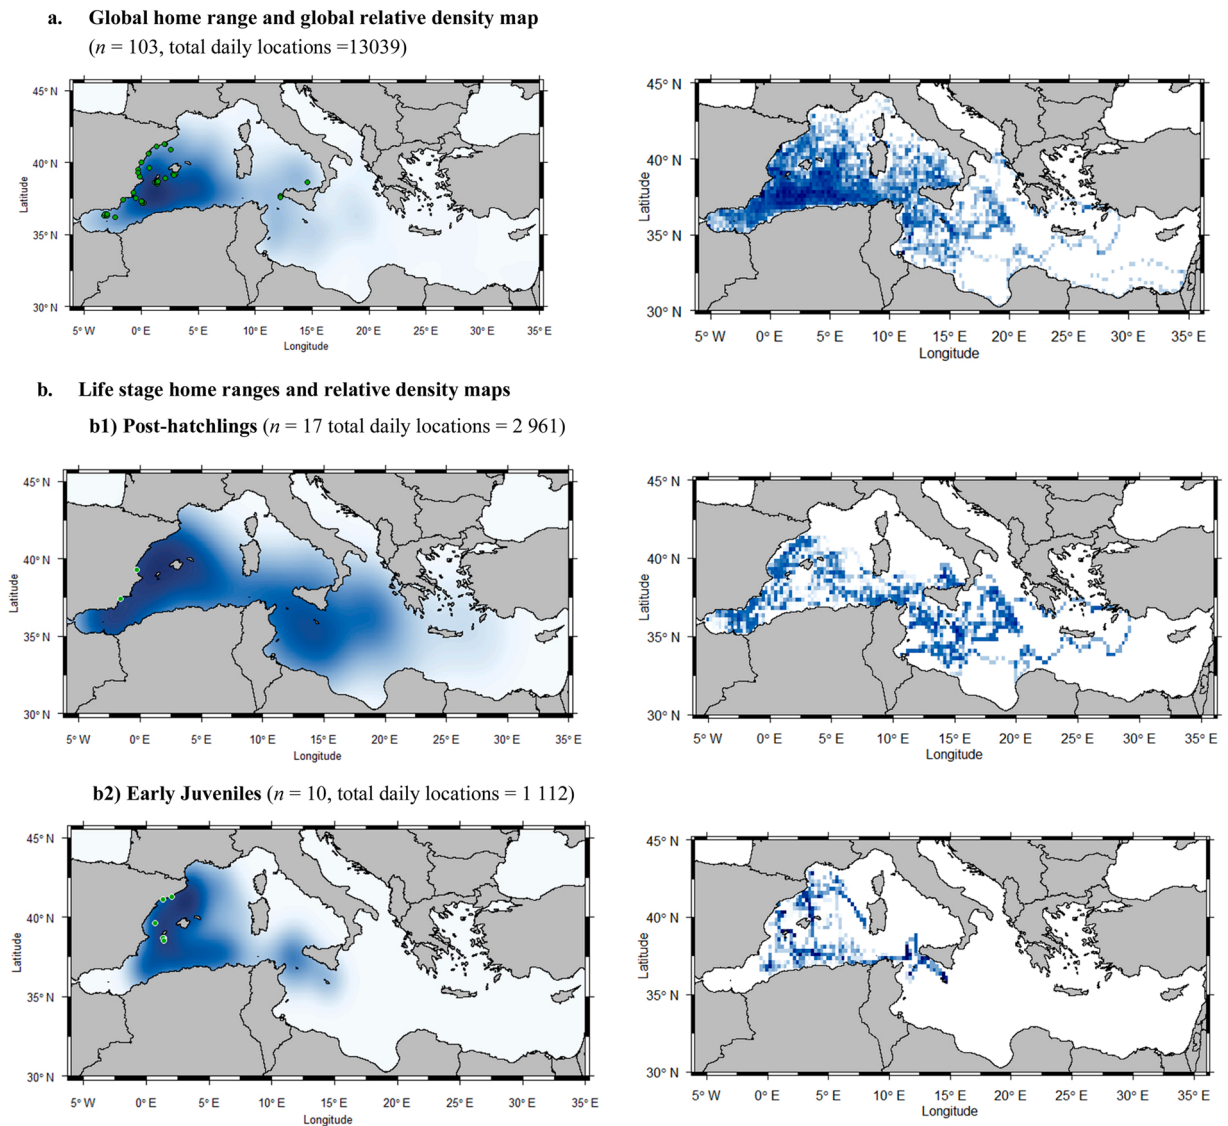 a. Global home range and global relative density map
(n = 103, total daily locations =13039)
45° N
40° N
35° N
30° N
Latitude
5° W 0° E 5° E 10° E 15° E 20° E 25° E 30° E 35° E
Longitude
45° N
40° N
35° N
30° N
Latitude
5° W 0° E 5° E 10° E 15° E 20° E 25° E 30° E 35° E
Longitude
b. Life stage home ranges and relative density maps
b1) Post-hatchlings (n = 17 total daily locations = 2 961)
45° N
40° N
35° N
30° N
Latitude
5° W 0° E 5° E 10° E 15° E 20° E 25° E 30° E 35° E
Longitude
45° N
40° N
35° N
30° N
Latitude
5° W 0° E 5° E 10° E 15° E 20° E 25° E 30° E 35° E
Longitude
b2) Early Juveniles (n = 10, total daily locations = 1 112)
45° N
40° N
35° N
30° N
Latitude
5° W 0° E 5° E 10° E 15° E 20° E 25° E 30° E 35° E
Longitude
45° N
40° N
35° N
30° N
Latitude
5° W 0° E 5° E 10° E 15° E 20° E 25° E 30° E 35° E
Longitude